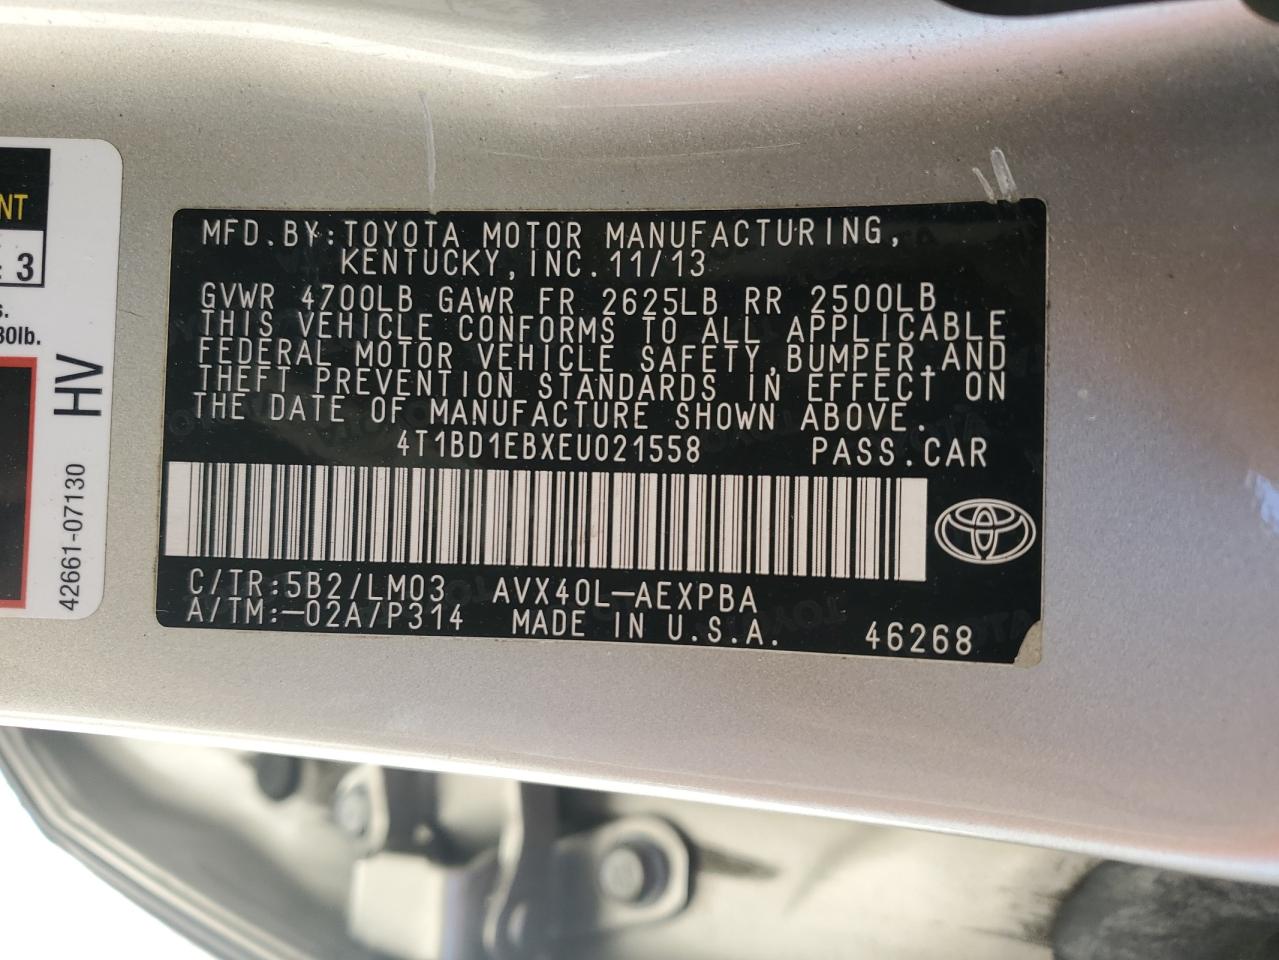 NT
: 3
s.
80lb.
HV
42661-07130
MFD.BY:TOYOTA MOTOR MANUFACTURING,
KENTUCKY,INC.11/13
GVWR 4700LB GAWR FR 2625LB RR 2500LB
THIS VEHICLE CONFORMS TO ALL APPLICABLE
FEDERAL MOTOR VEHICLE SAFETY,BUMPER,AND
THEFT PREVENTION STANDARDS IN EFFECT ON
THE DATE OF MANUFACTURE SHOWN ABOVE.
4T1BD1EBXEU021558 PASS.CAR
C/TR:5B2/LM03 AVX40L-AEXPBA
A/TM:-02A/P314 MADE IN U.S.A. 46268